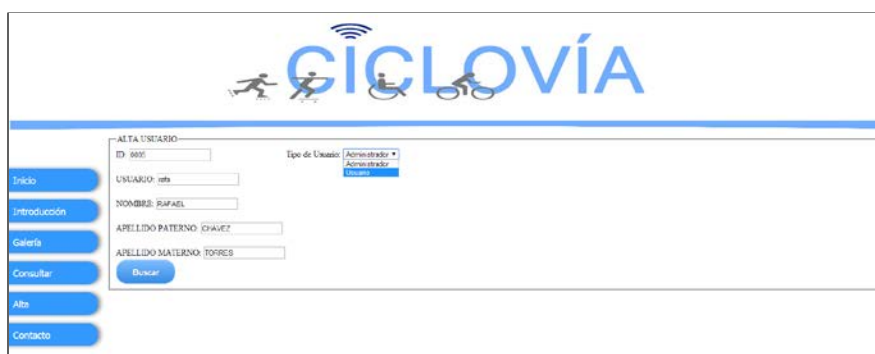 CICLOVÍA
ALTA USUARIO
ID: 0005 Tipo de Usuario: Administrador
Administrador
Usuario
USUARIO: rafa
NOMBRE: RAFAEL
APELLIDO PATERNO: CHAVEZ
APELLIDO MATERNO: TORRES
Buscar
Inicio
Introducción
Galería
Consultar
Alta
Contacto